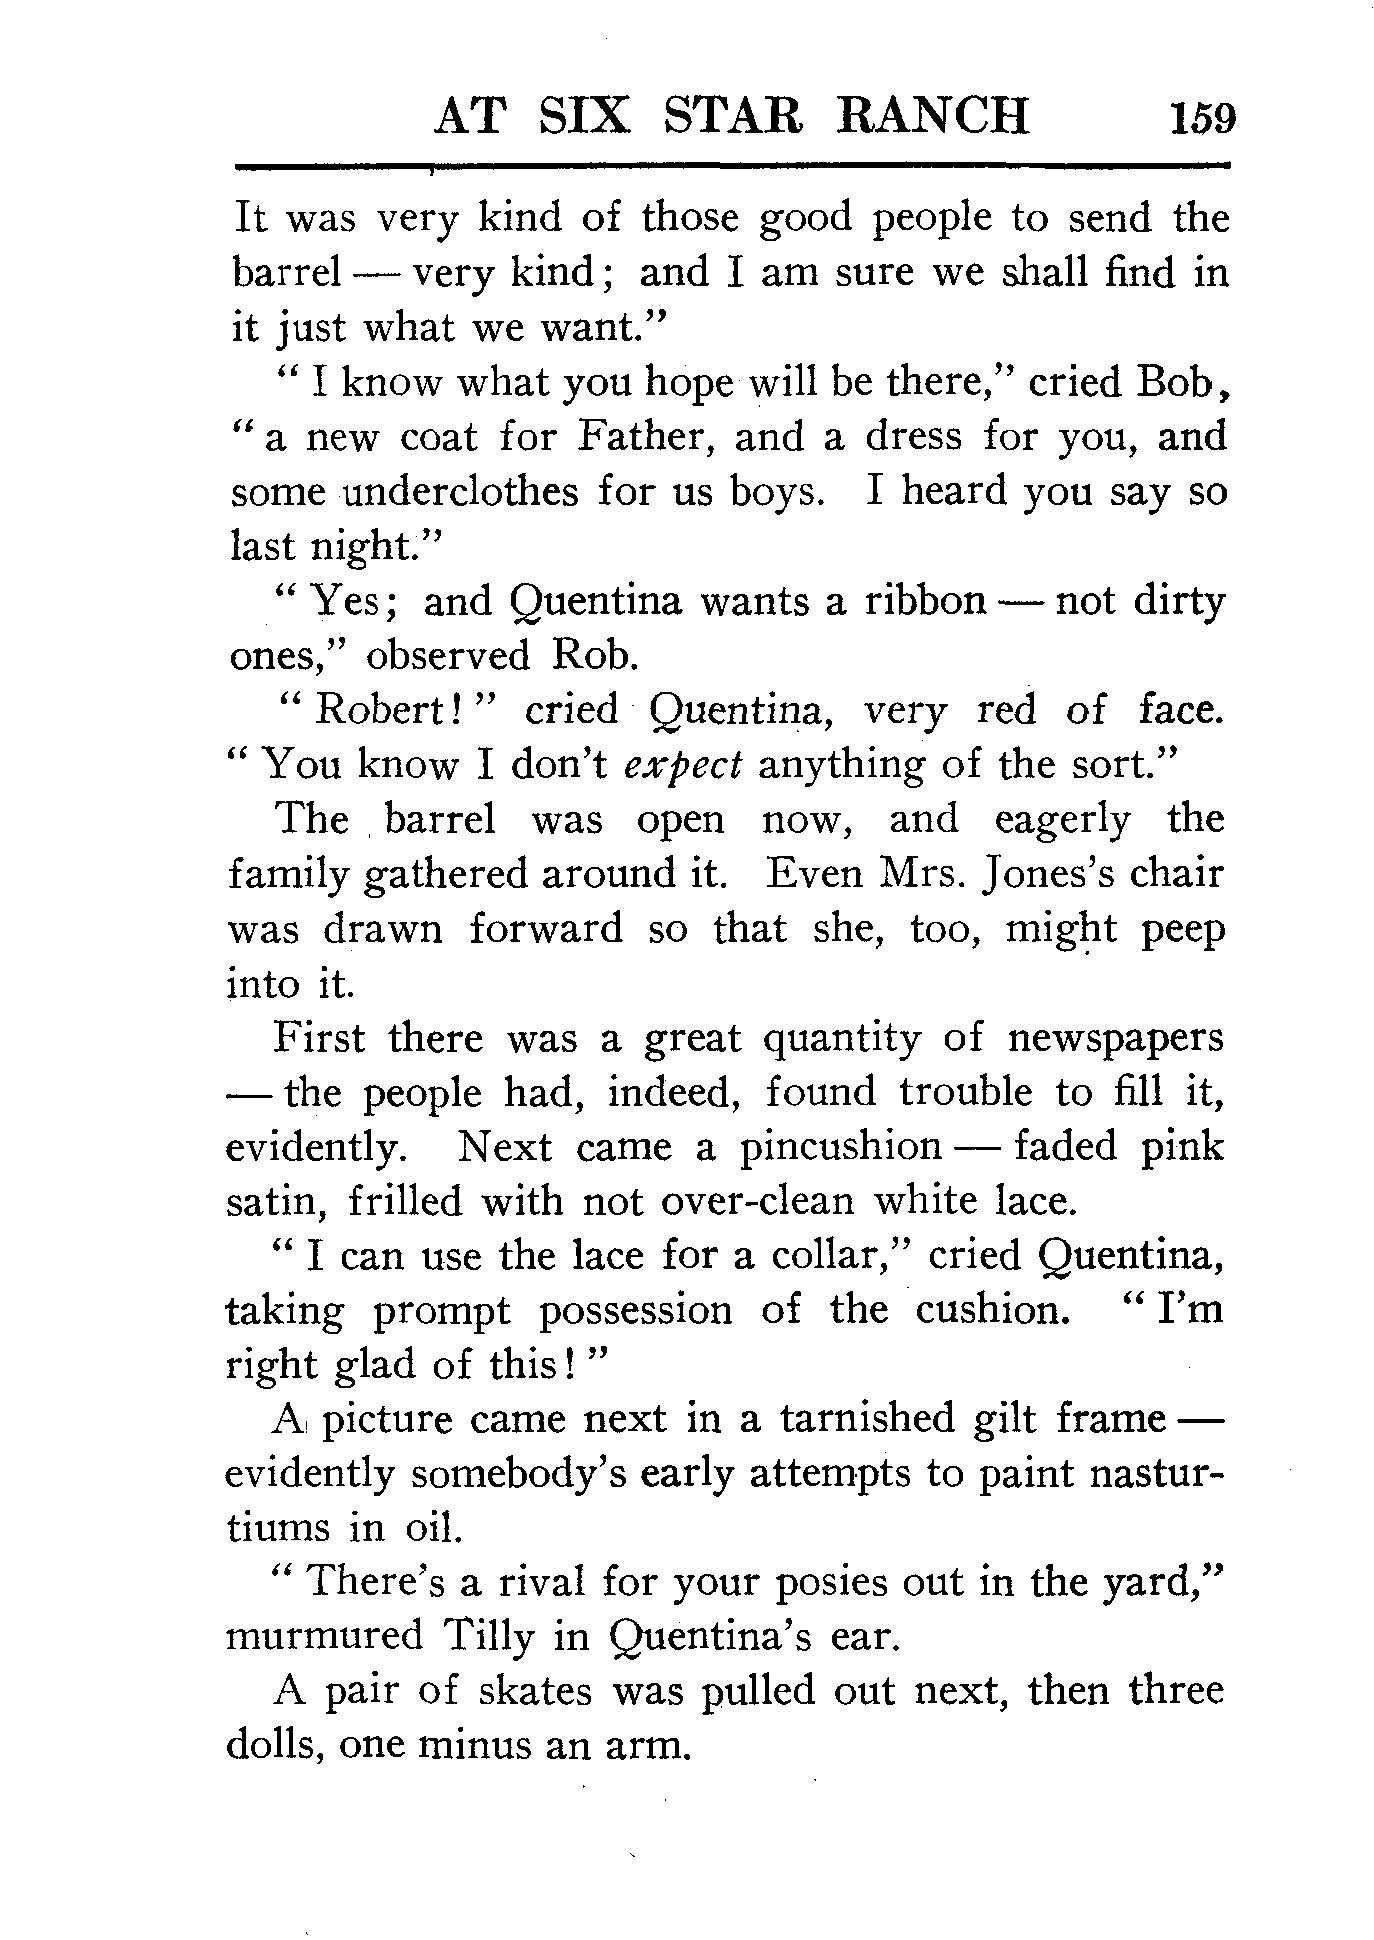 AT SIX STAR RANCH 159
It was very kind of those good people to send the
barrel — very kind; and I am sure we shall find in
it just what we want.”
“ I know what you hope will be there,” cried Bob,
“ a new coat for Father, and a dress for you, and
some underclothes for us boys. I heard you say so
last night.”
“ Yes; and Quentina wants a ribbon — not dirty
ones,” observed Rob.
“ Robert! ” cried Quentina, very red of face.
“ You know I don’t expect anything of the sort.”
The barrel was open now, and eagerly the
family gathered around it. Even Mrs. Jones’s chair
was drawn forward so that she, too, might peep
into it.
First there was a great quantity of newspapers
— the people had, indeed, found trouble to fill it,
evidently. Next came a pincushion — faded pink
satin, frilled with not over-clean white lace.
“ I can use the lace for a collar,” cried Quentina,
taking prompt possession of the cushion. “ I’m
right glad of this! ”
A picture came next in a tarnished gilt frame —
evidently somebody’s early attempts to paint nastur-
tiums in oil.
“ There’s a rival for your posies out in the yard,”
murmured Tilly in Quentina’s ear.
A pair of skates was pulled out next, then three
dolls, one minus an arm.